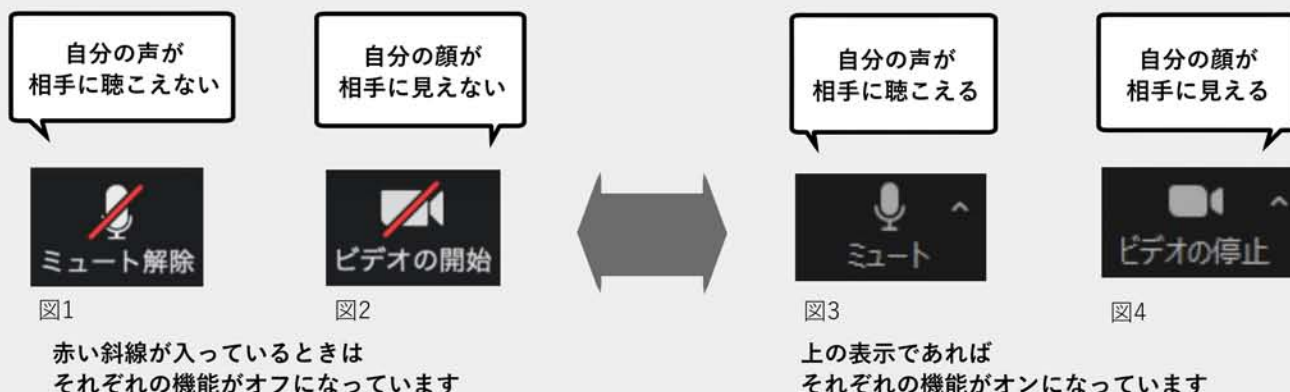 自分の声が
相手に聴こえない
自分の顔が
相手に見えない
自分の声が
相手に聴こえる
自分の顔が
相手に見える
ミュート解除
ビデオの開始
ミュート
ビデオの停止
図1
図2
図3
図4
赤い斜線が入っているときは
それぞれの機能がオフになっています
上の表示であれば
それぞれの機能がオンになっています